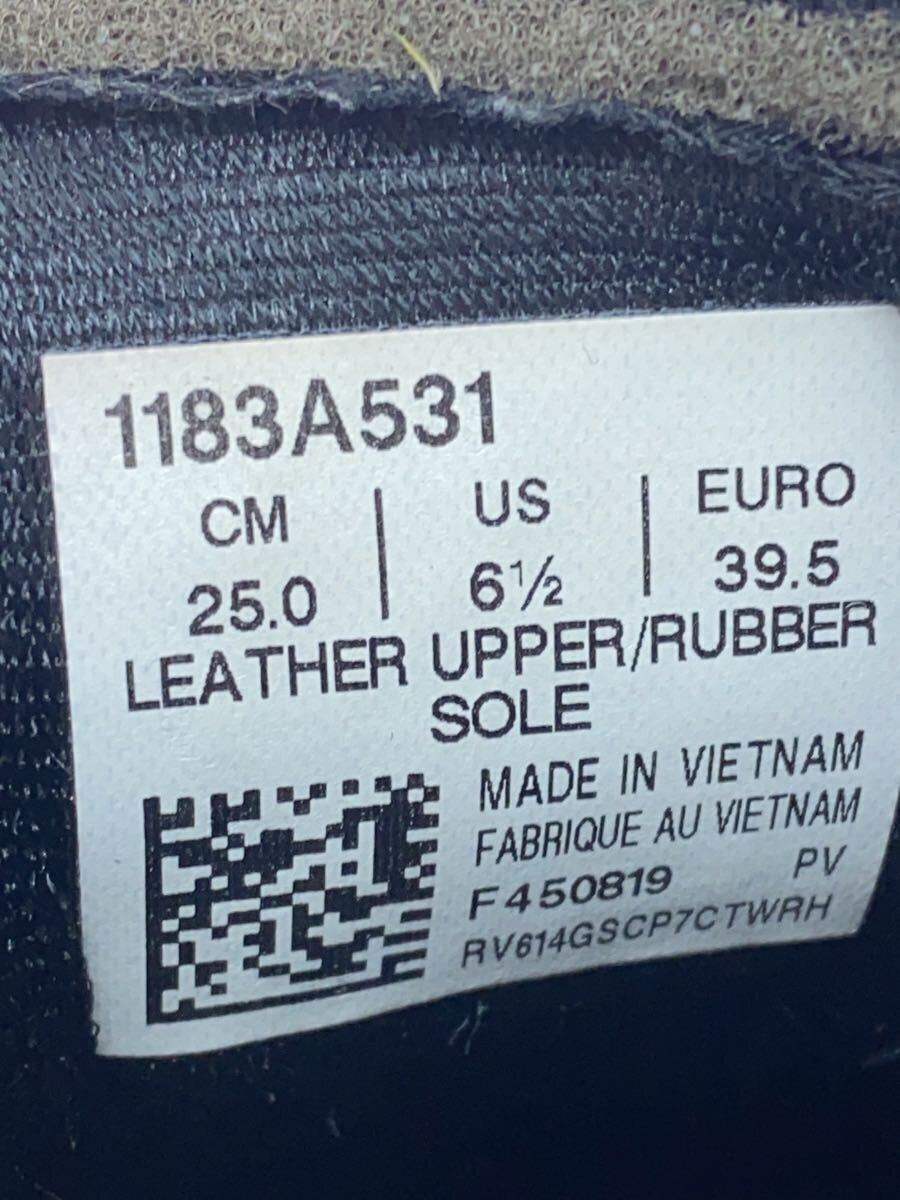 1183A531
CM | US | EURO
25.0 | 6½ | 39.5
LEATHER UPPER/RUBBER
SOLE
MADE IN VIETNAM
FABRIQUE AU VIETNAM
F450819 PV
RV614GSCP7CTWRH